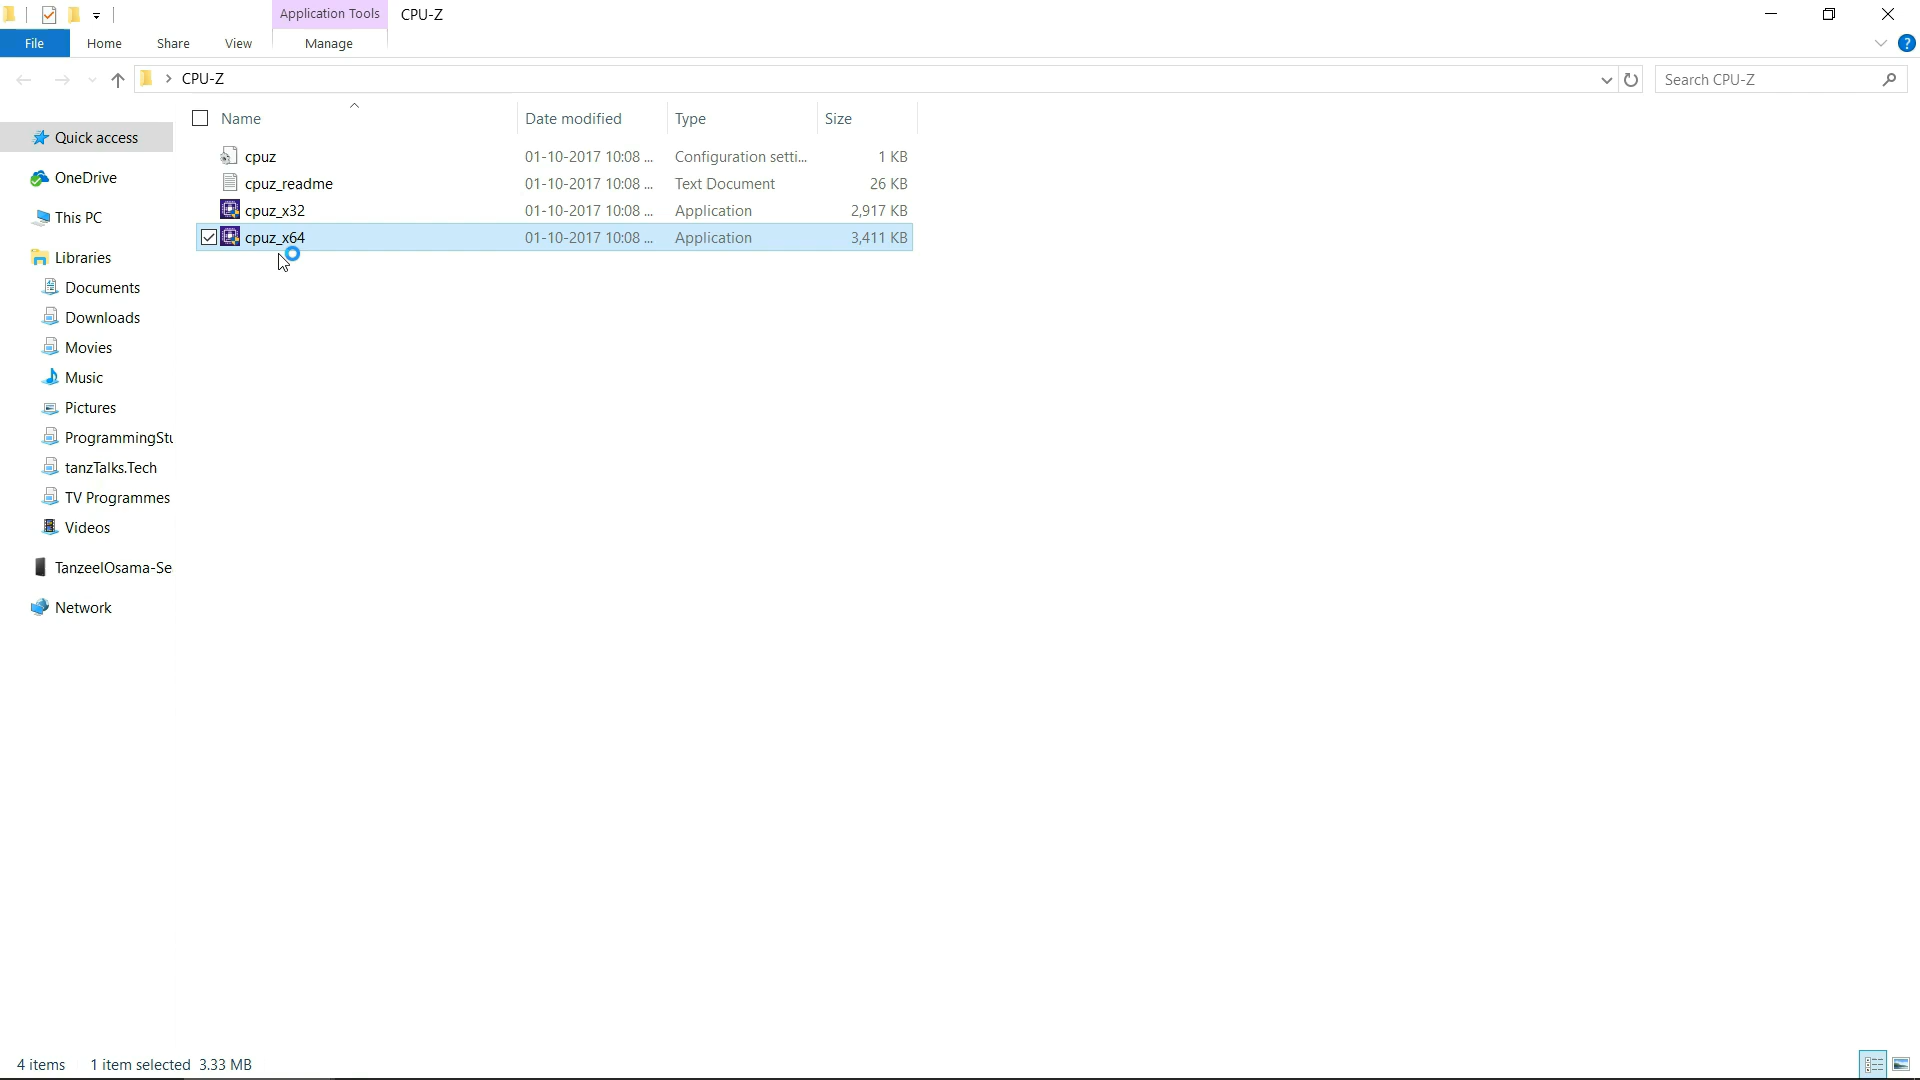 Application Tools CPU-Z
File Home Share View Manage
CPU-Z
Search CPU-Z
Name Date modified Type Size
cpuz 01-10-2017 10:08 ... Configuration setti... 1 KB
cpuz_readme 01-10-2017 10:08 ... Text Document 26 KB
cpuz_x32 01-10-2017 10:08 ... Application 2,917 KB
cpuz_x64 01-10-2017 10:08 ... Application 3,411 KB
Quick access
OneDrive
This PC
Libraries
Documents
Downloads
Movies
Music
Pictures
ProgrammingStu
tanzTalks.Tech
TV Programmes
Videos
TanzeelOsama-Se
Network
4 items 1 item selected 3.33 MB